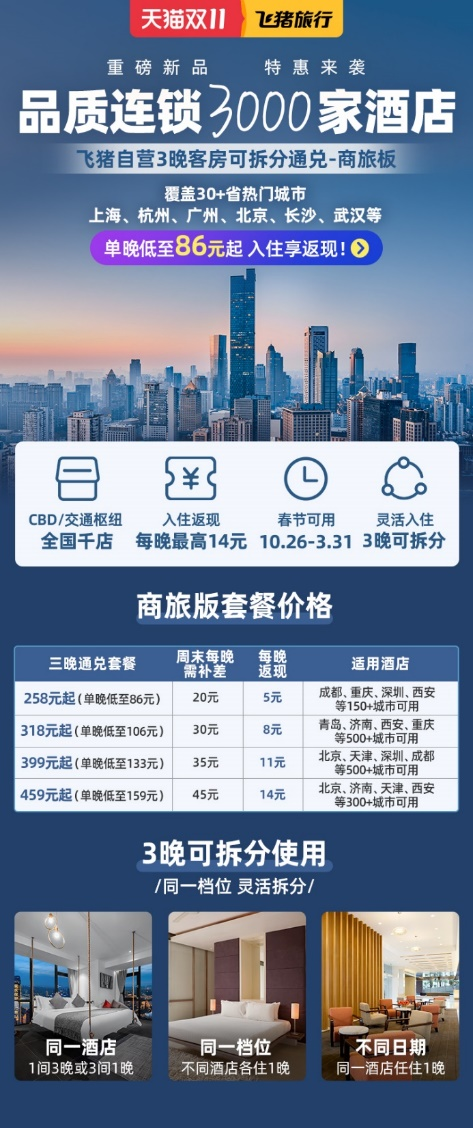 天猫双11 飞猪旅行
重磅新品 特惠来袭
品质连锁3000家酒店
飞猪自营3晚客房可拆分通兑-商旅板
覆盖30+省热门城市
上海、杭州、广州、北京、长沙、武汉等
单晚低至86元起 入住享返现!
CBD/交通枢纽 入住返现 春节可用 灵活入住
全国千店 每晚最高14元 10.26-3.31 3晚可拆分
商旅版套餐价格
三晚通兑套餐 周末每晚需补差 每晚返现 适用酒店
258元起(单晚低至86元) 20元 5元 成都、重庆、深圳、西安等150+城市可用
318元起(单晚低至106元) 30元 8元 青岛、济南、西安、重庆等500+城市可用
399元起(单晚低至133元) 35元 11元 北京、天津、深圳、成都等500+城市可用
459元起(单晚低至159元) 45元 14元 北京、济南、天津、西安等300+城市可用
3晚可拆分使用
/同一档位 灵活拆分/
同一酒店 同一档位 不同日期
1间3晚或3间1晚 不同酒店各住1晚 同一酒店任住1晚